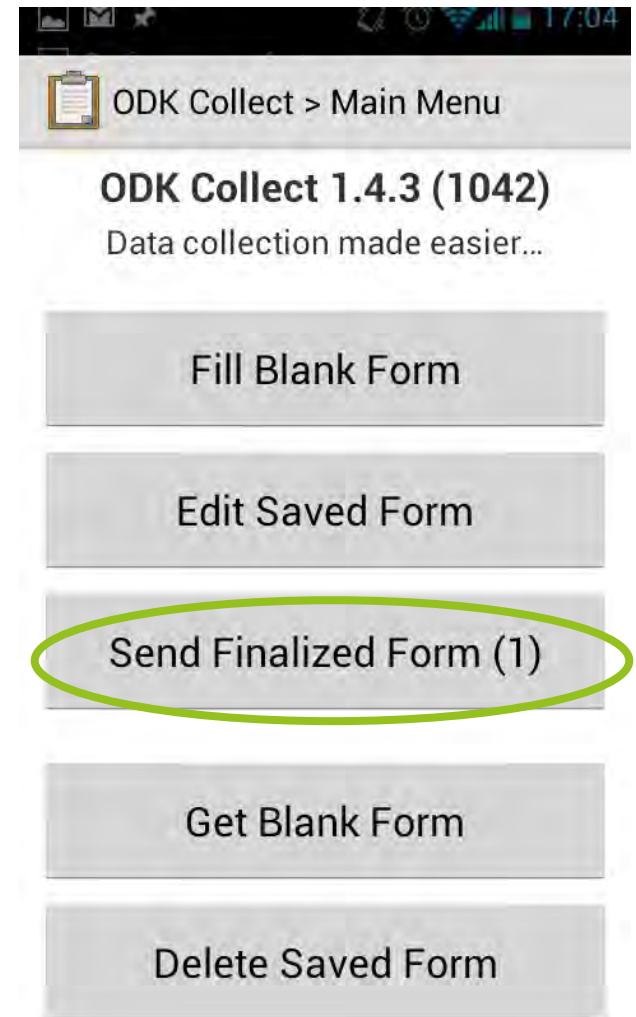 17:04
ODK Collect > Main Menu
ODK Collect 1.4.3 (1042)
Data collection made easier...
Fill Blank Form
Edit Saved Form
Send Finalized Form (1)
Get Blank Form
Delete Saved Form